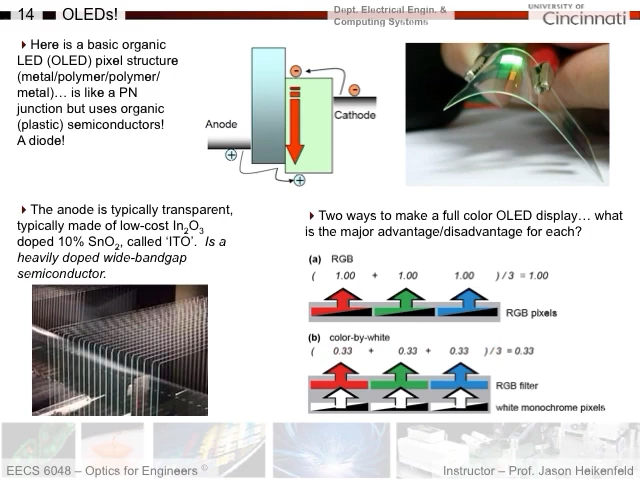 14 OLEDs!
Dept. Electrical Engin. &
Computing Systems
UNIVERSITY OF
Cincinnati
Here is a basic organic
LED (OLED) pixel structure
(metal/polymer/polymer/
metal)… is like a PN
junction but uses organic
(plastic) semiconductors!
A diode!
Anode
Cathode
The anode is typically transparent,
typically made of low-cost In2O3
doped 10% SnO2, called ‘ITO’. Is a
heavily doped wide-bandgap
semiconductor.
Two ways to make a full color OLED display… what
is the major advantage/disadvantage for each?
(a) RGB
( 1.00 + 1.00 1.00 ) / 3 = 1.00
RGB pixels
(b) color-by-white
( 0.33 + 0.33 + 0.33 ) / 3 = 0.33
RGB filter
white monochrome pixels
EECS 6048 – Optics for Engineers ©
Instructor – Prof. Jason Heikenfeld